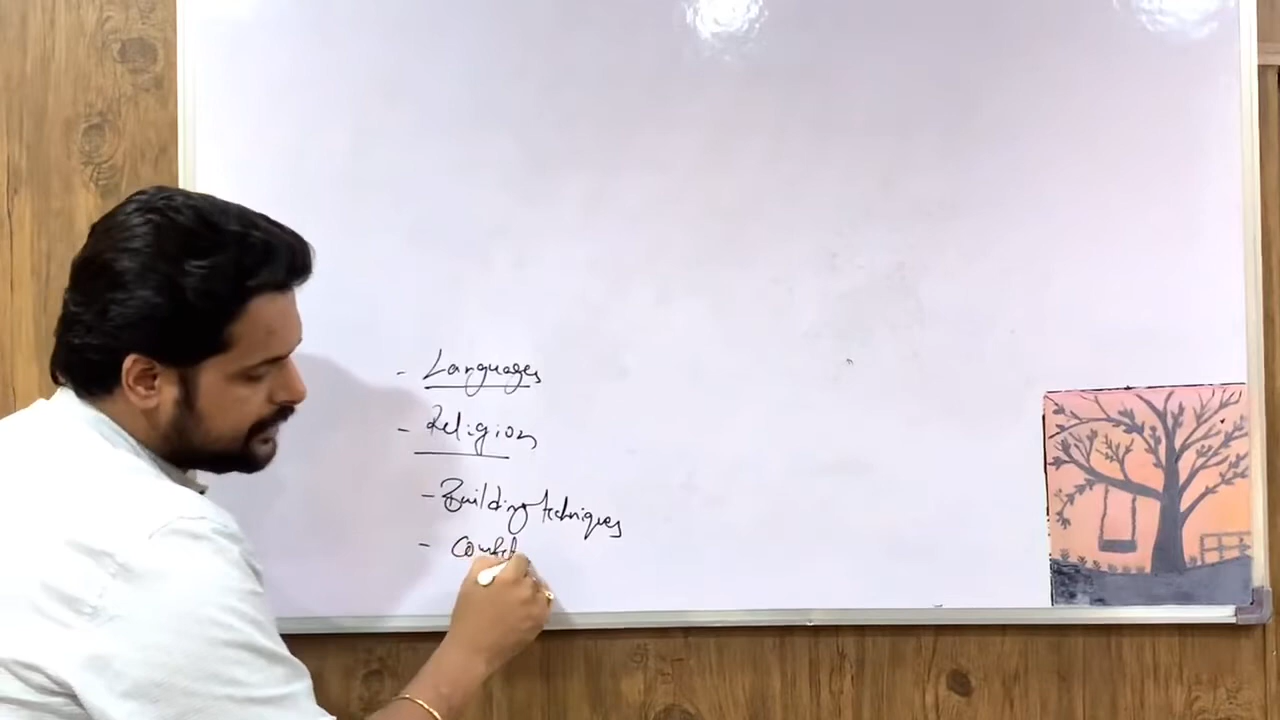 - Languages
- Religion
- Building techniques
-